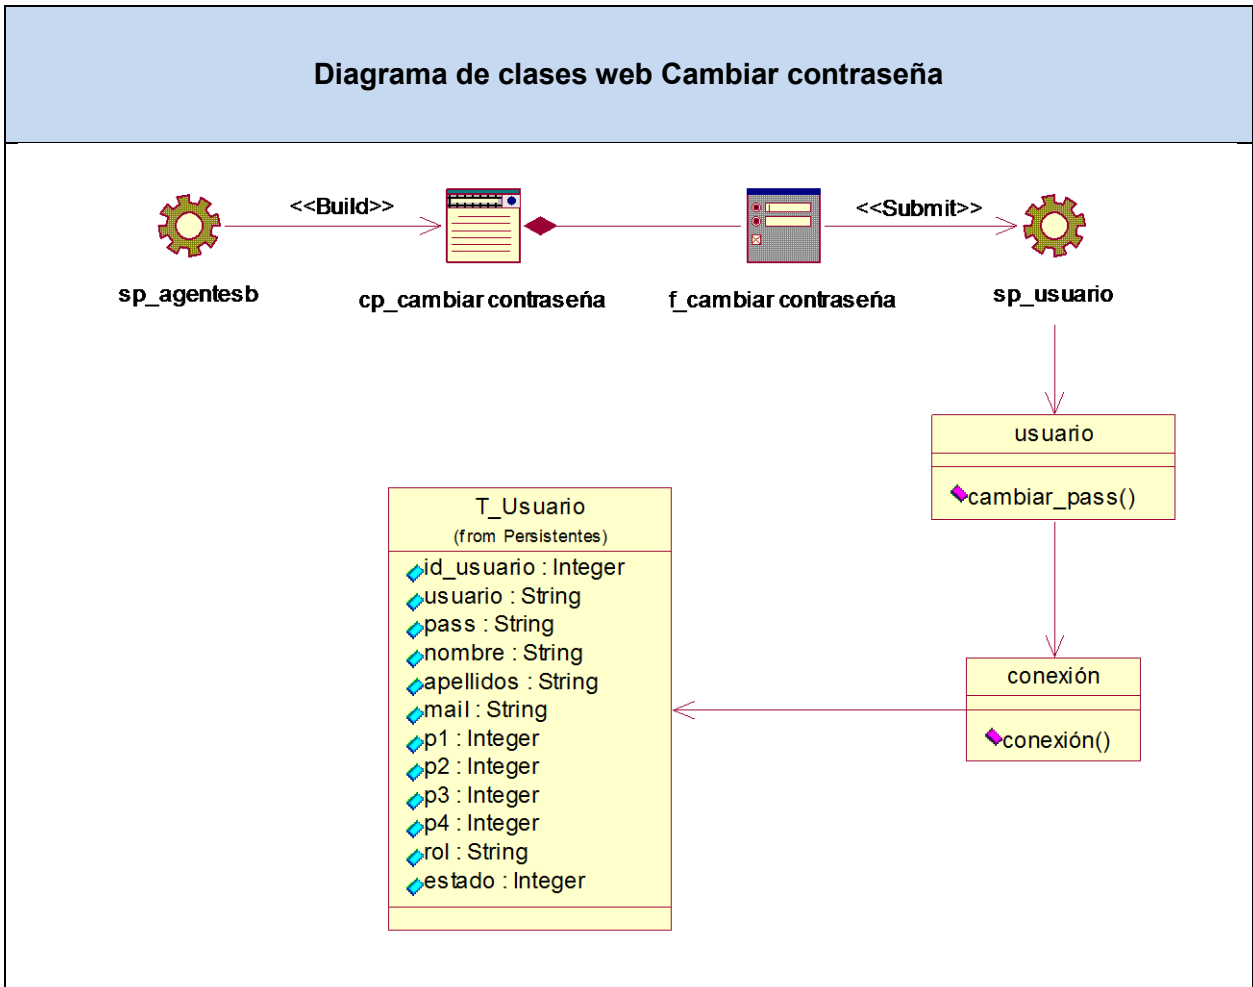 Diagrama de clases web Cambiar contraseña
<<Build>>
<<Submit>>
sp_agentesb
cp_cambiar contraseña
f_cambiar contraseña
sp_usuario
usuario
cambiar_pass()
T_Usuario
(from Persistentes)
id_usuario : Integer
usuario : String
pass : String
nombre : String
apellidos : String
mail : String
p1 : Integer
p2 : Integer
p3 : Integer
p4 : Integer
rol : String
estado : Integer
conexión
conexión()